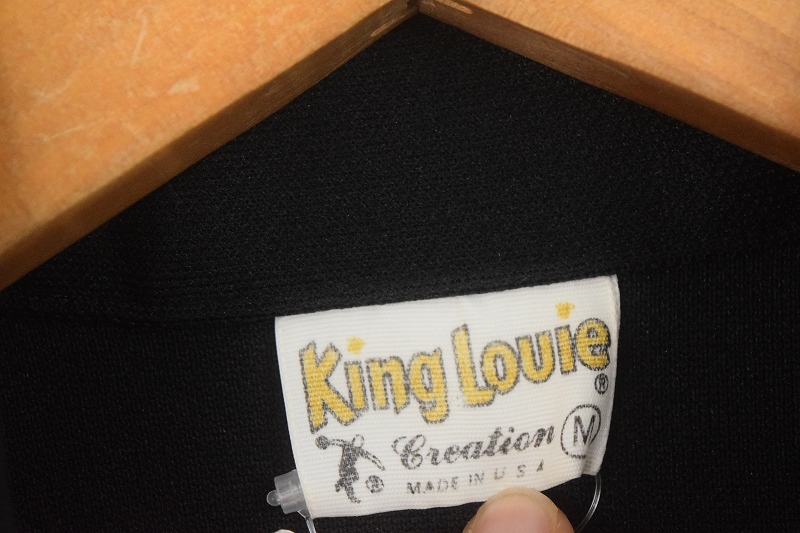 King Louie ®
® Creation M
MADE IN U S A